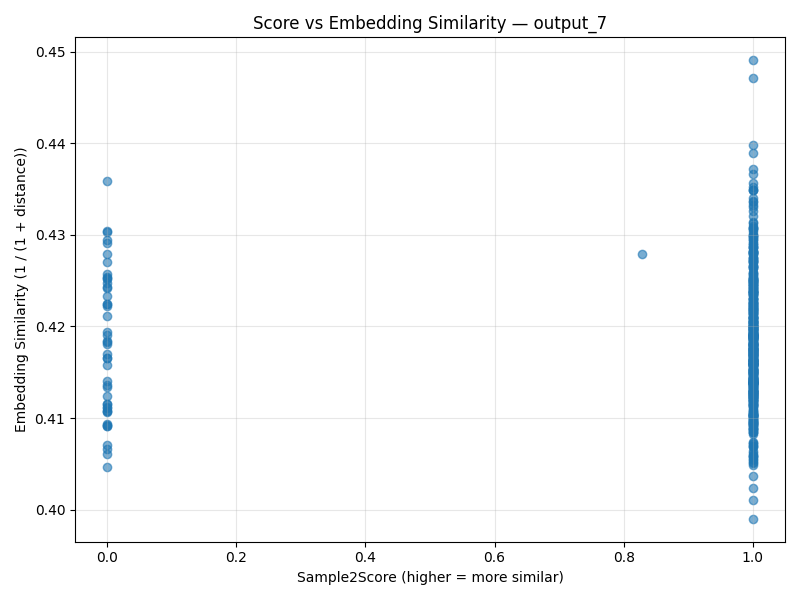 Score vs Embedding Similarity — output_7
Embedding Similarity (1 / (1 + distance))
0.45
0.44
0.43
0.42
0.41
0.40
0.0 0.2 0.4 0.6 0.8 1.0
Sample2Score (higher = more similar)